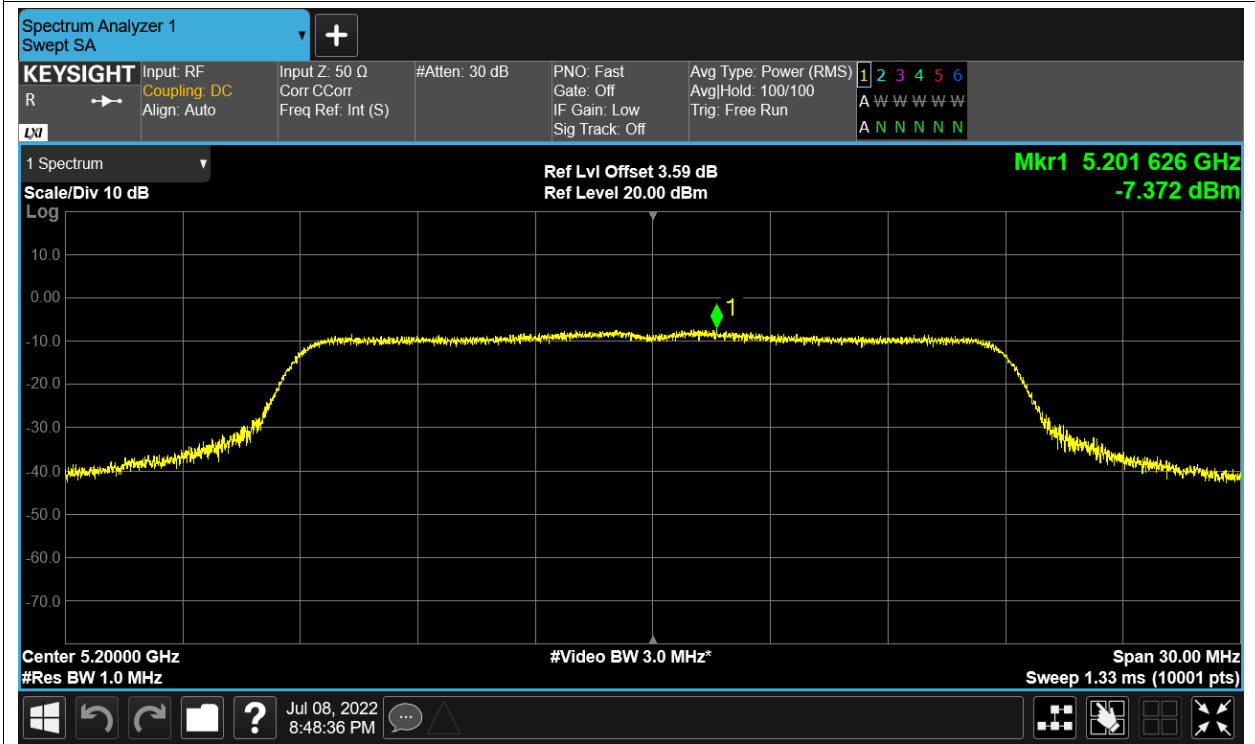 Spectrum Analyzer 1
Swept SA
+
KEYSIGHT
R
LXI
Input: RF
Coupling: DC
Align: Auto
Input Z: 50 Ω
Corr CCorr
Freq Ref: Int (S)
#Atten: 30 dB
PNO: Fast
Gate: Off
IF Gain: Low
Sig Track: Off
Avg Type: Power (RMS)
Avg|Hold: 100/100
Trig: Free Run
1 2 3 4 5 6
A W W W W W
A N N N N N
1 Spectrum
Scale/Div 10 dB
Log
Ref Lvl Offset 3.59 dB
Ref Level 20.00 dBm
Mkr1 5.201 626 GHz
-7.372 dBm
10.0
0.00
1
-10.0
-20.0
-30.0
-40.0
-50.0
-60.0
-70.0
Center 5.20000 GHz
#Res BW 1.0 MHz
#Video BW 3.0 MHz*
Span 30.00 MHz
Sweep 1.33 ms (10001 pts)
?
Jul 08, 2022
8:48:36 PM